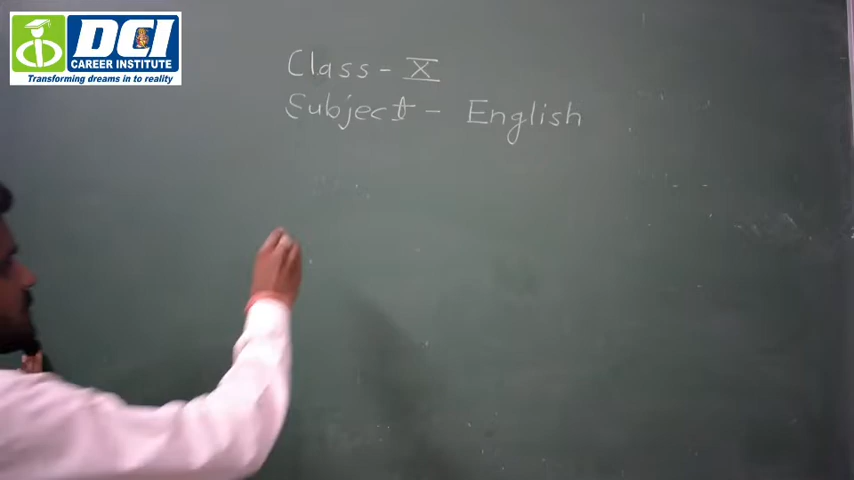 DCI
CAREER INSTITUTE
Transforming dreams in to reality
Class - X
Subject - English